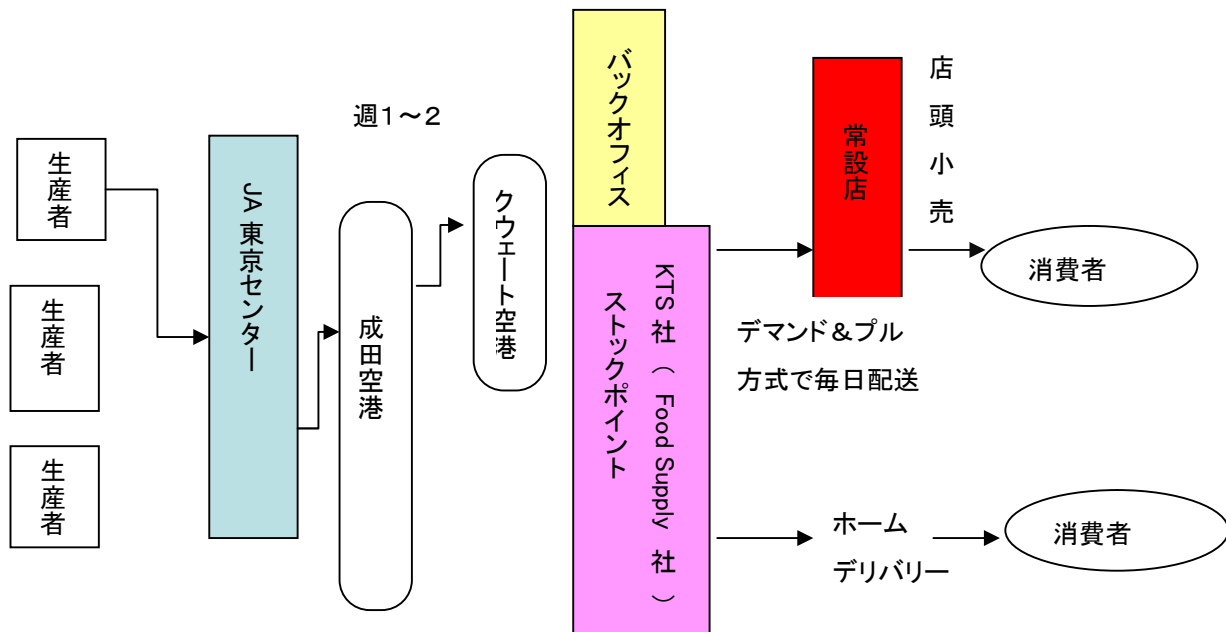 週1～2
生産者
生産者
生産者
JA 東京センター
成田空港
クウェート空港
バックオフィス
KTS 社 （ Food Supply 社 ）
ストックポイント
常設店
店頭小売
消費者
デマンド＆プル
方式で毎日配送
ホーム
デリバリー
消費者